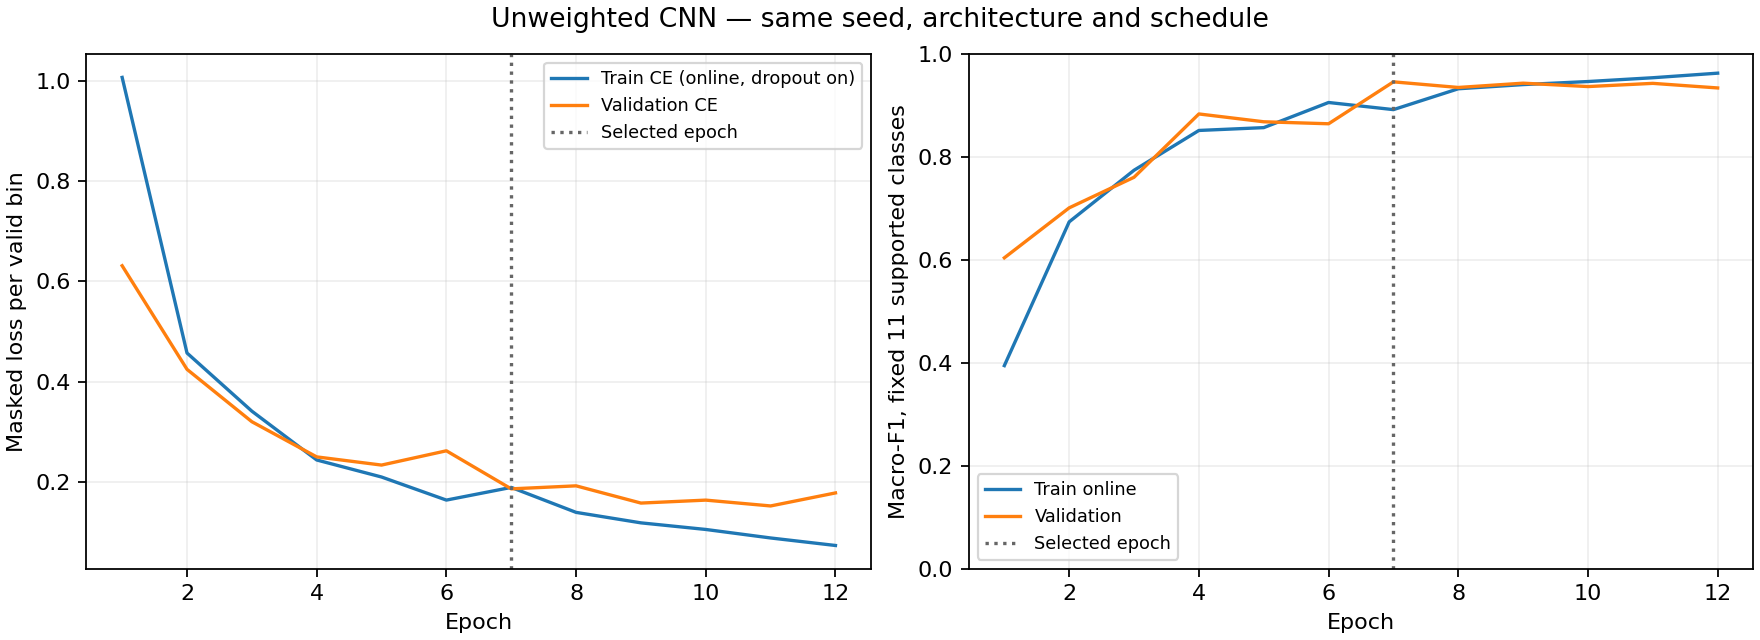 Unweighted CNN — same seed, architecture and schedule
Masked loss per valid bin
1.0
0.8
0.6
0.4
0.2
Train CE (online, dropout on)
Validation CE
Selected epoch
2 4 6 8 10 12
Epoch
Macro-F1, fixed 11 supported classes
1.0
0.8
0.6
0.4
0.2
0.0
Train online
Validation
Selected epoch
2 4 6 8 10 12
Epoch